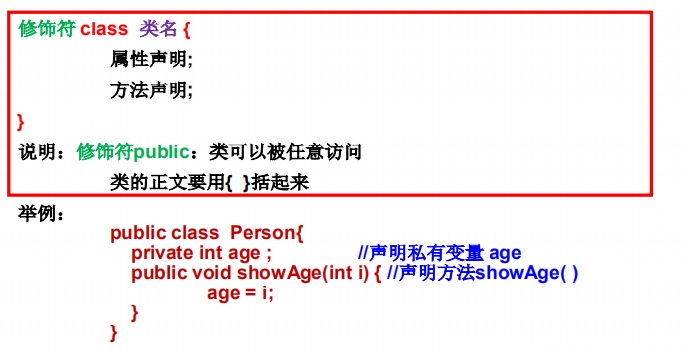 修饰符 class 类名 {
属性声明;
方法声明;
}
说明：修饰符public：类可以被任意访问
类的正文要用{ }括起来
举例：
public class Person{
private int age ; //声明私有变量 age
public void showAge(int i) { //声明方法showAge( )
age = i;
}
}